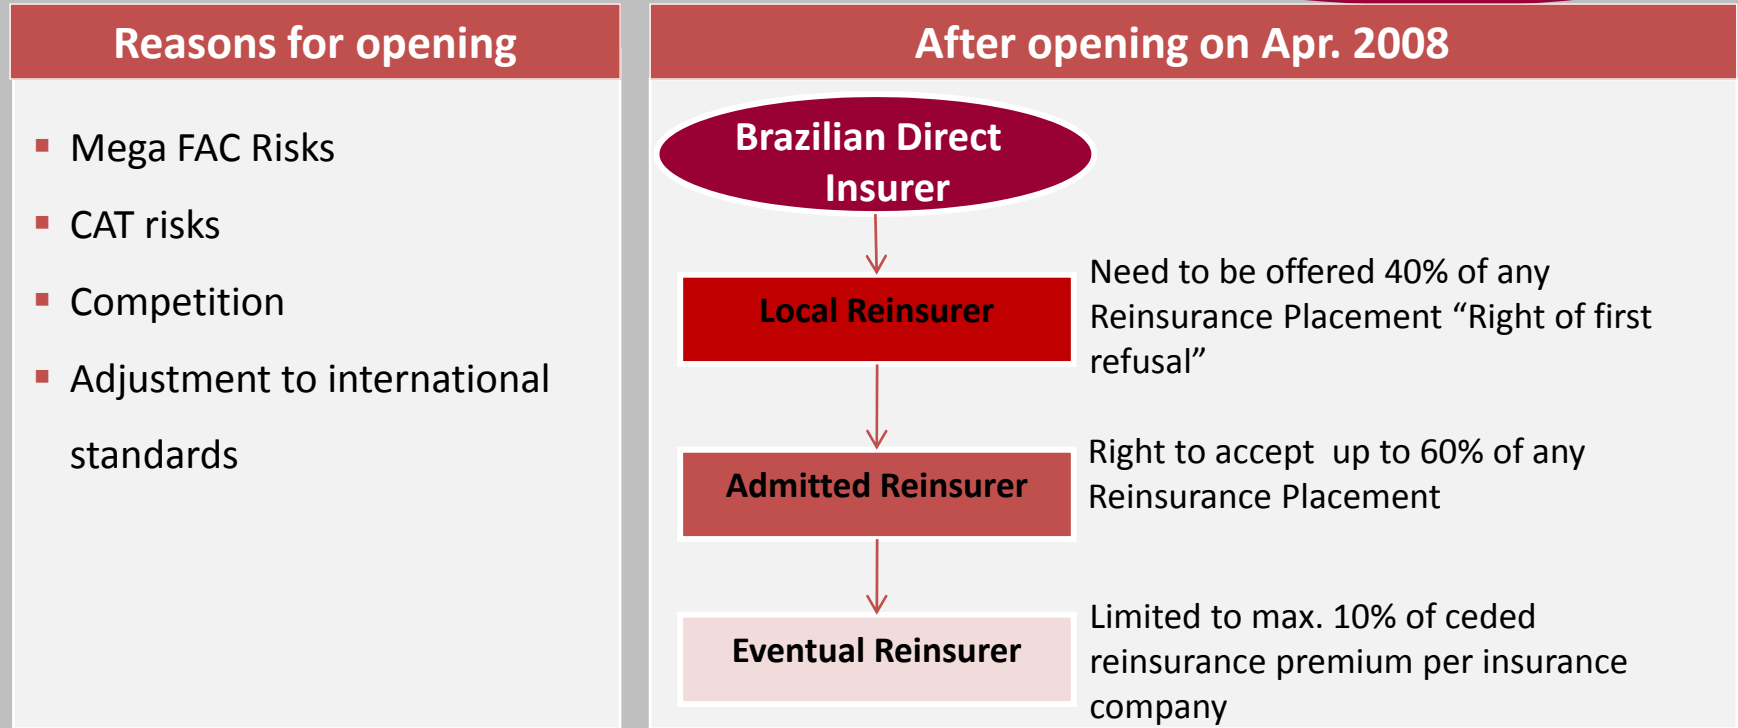 Reasons for opening
Mega FAC Risks
CAT risks
Competition
Adjustment to international
standards
After opening on Apr. 2008
Brazilian Direct
Insurer
Local Reinsurer
Need to be offered 40% of any
Reinsurance Placement “Right of first
refusal”
Admitted Reinsurer
Right to accept  up to 60% of any
Reinsurance Placement
Eventual Reinsurer
Limited to max. 10% of ceded
reinsurance premium per insurance
company